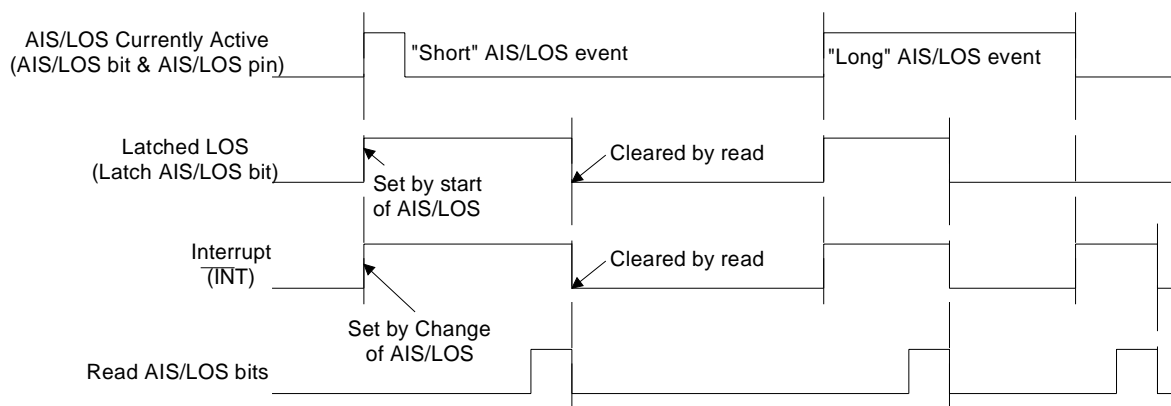 AIS/LOS Currently Active
(AIS/LOS bit & AIS/LOS pin)
"Short" AIS/LOS event
"Long" AIS/LOS event
Latched LOS
(Latch AIS/LOS bit)
Set by start
of AIS/LOS
Cleared by read
Interrupt
(INT)
Set by Change
of AIS/LOS
Cleared by read
Read AIS/LOS bits